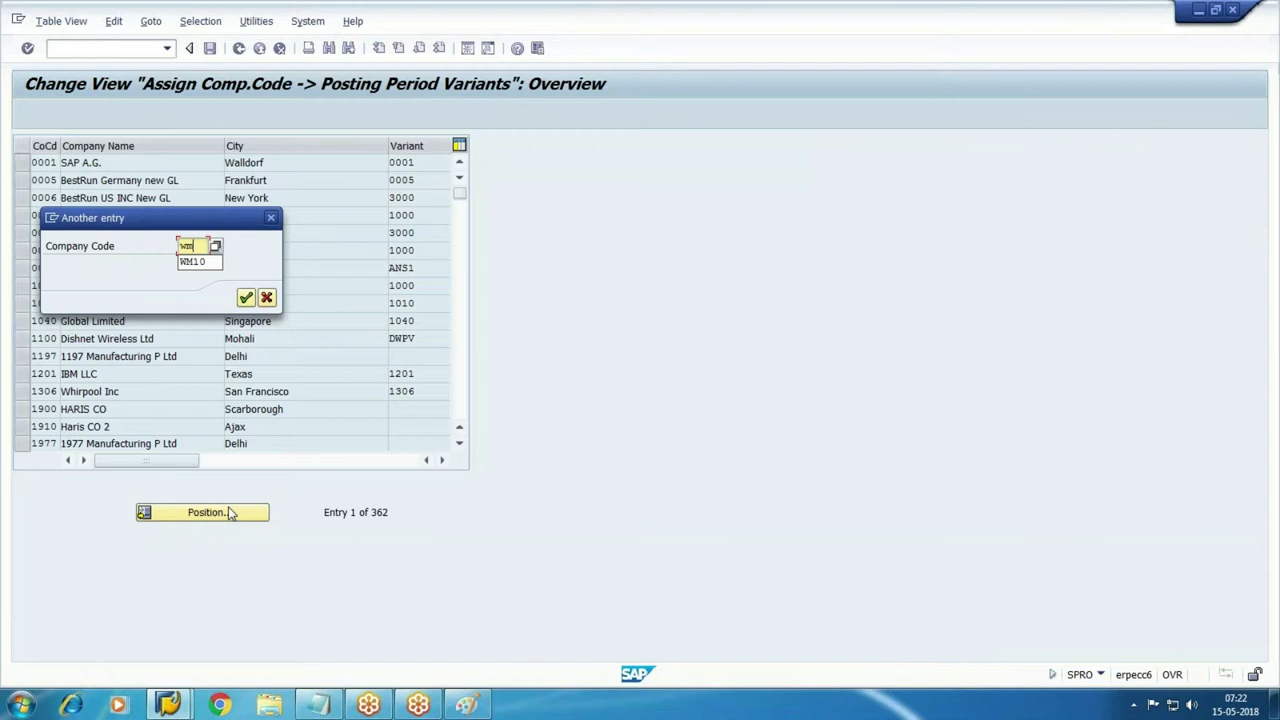 Table View Edit Goto Selection Utilities System Help
Change View "Assign Comp.Code -> Posting Period Variants": Overview
CoCd Company Name City Variant
0001 SAP A.G. Walldorf 0001
0005 BestRun Germany new GL Frankfurt 0005
0006 BestRun US INC New GL New York 3000
1000
3000
1000
ANS1
1000
1010
Another entry
Company Code wm
WM10
1040 Global Limited Singapore 1040
1100 Dishnet Wireless Ltd Mohali DWPV
1197 1197 Manufacturing P Ltd Delhi
1201 IBM LLC Texas 1201
1306 Whirpool Inc San Francisco 1306
1900 HARIS CO Scarborough
1910 Haris CO 2 Ajax
1977 1977 Manufacturing P Ltd Delhi
Position... Entry 1 of 362
SAP
SPRO erpecc6 OVR
07:22
15-05-2018